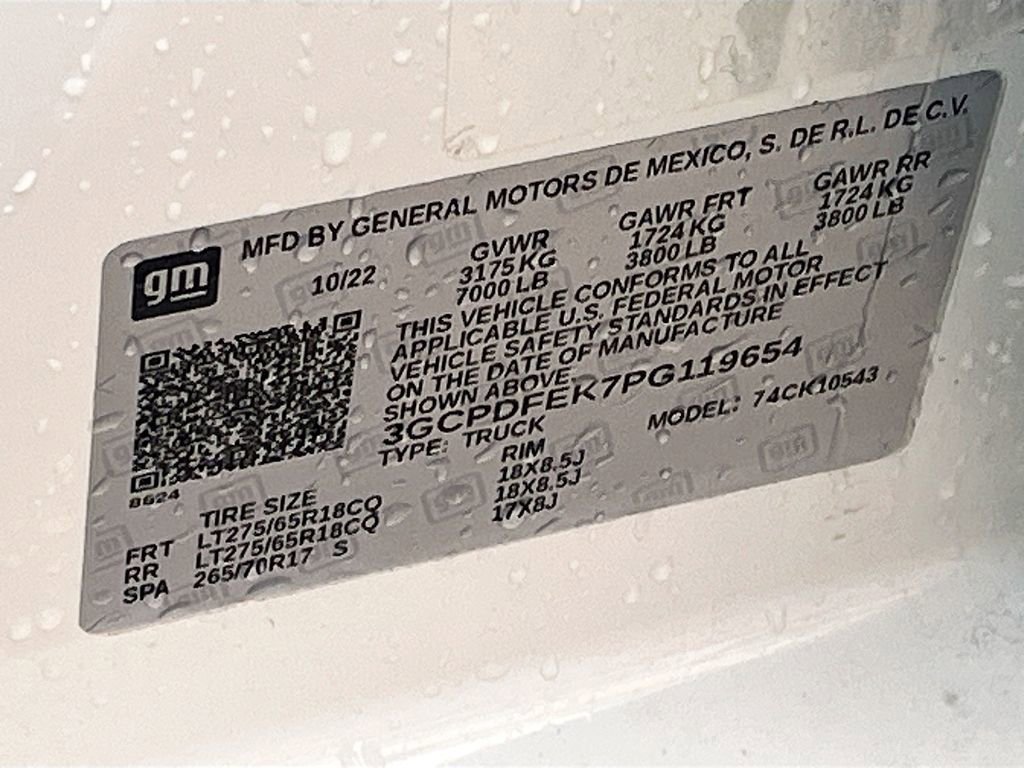 MFD BY GENERAL MOTORS DE MEXICO, S. DE R.L. DE C.V.
gm
10/22
GVWR GAWR FRT GAWR RR
3175 KG 1724 KG 1724 KG
7000 LB 3800 LB 3800 LB
THIS VEHICLE CONFORMS TO ALL
APPLICABLE U.S. FEDERAL MOTOR
VEHICLE SAFETY STANDARDS IN EFFECT
ON THE DATE OF MANUFACTURE
SHOWN ABOVE.
3GCPDFEK7PG119654
TYPE: TRUCK MODEL: 74CK10543
8624
TIRE SIZE RIM
FRT LT275/65R18CQ 18X8.5J
RR LT275/65R18CQ 18X8.5J
SPA 265/70R17 S 17X8J